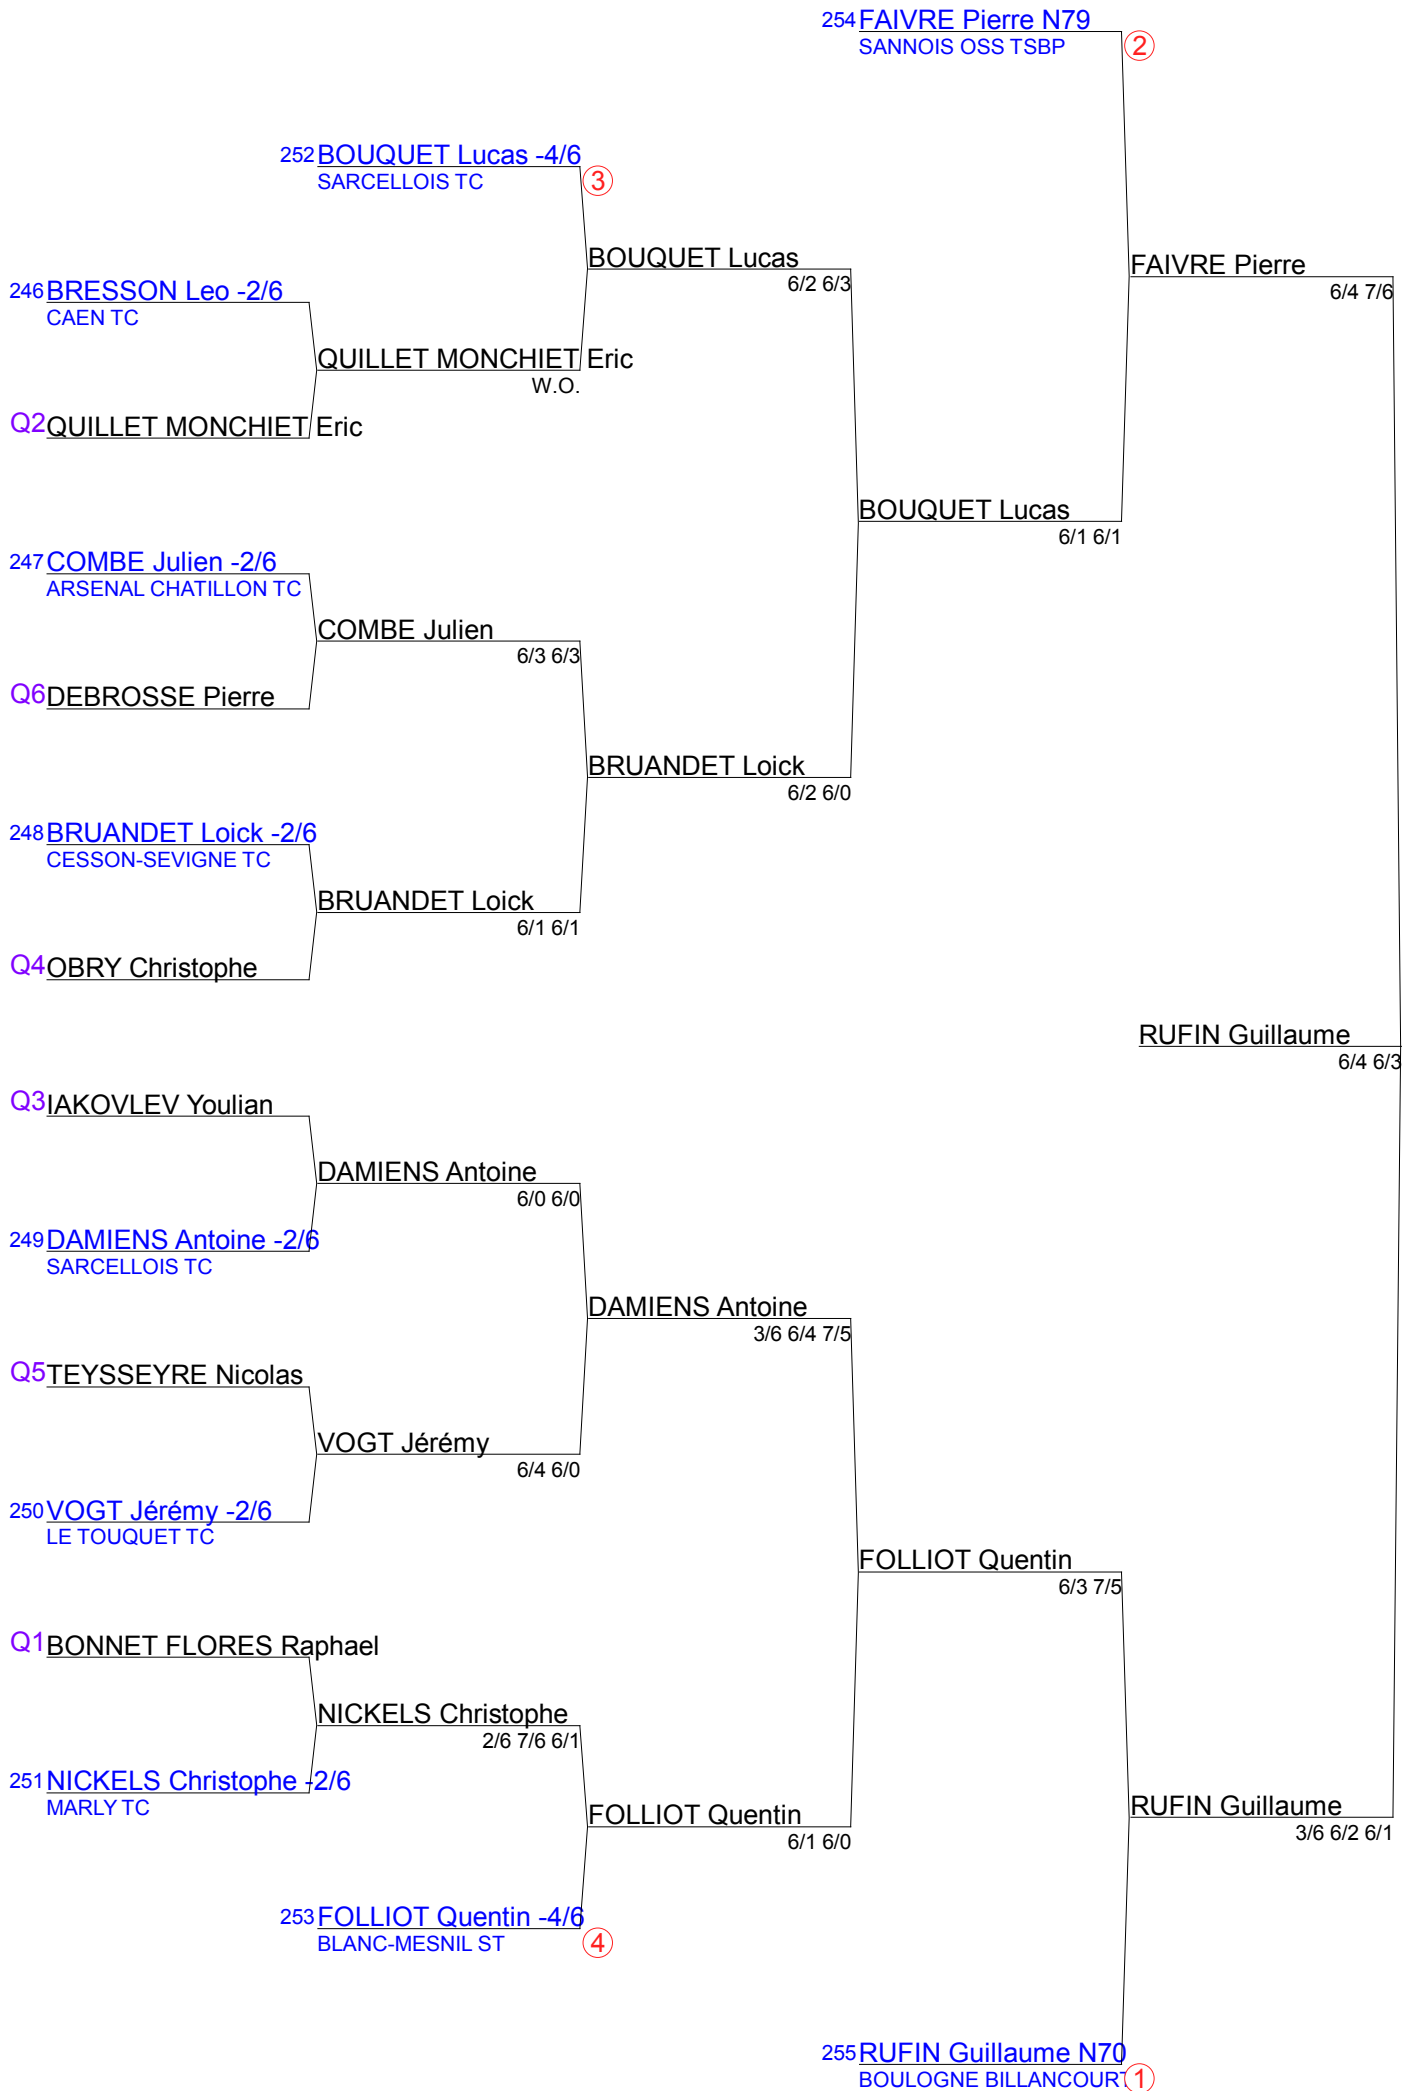 254 FAIVRE Pierre N79
SANNOIS OSS TSBP
2
252 BOUQUET Lucas -4/6
SARCELLOIS TC
3
BOUQUET Lucas
6/2 6/3
FAIVRE Pierre
6/4 7/6
246 BRESSON Leo -2/6
CAEN TC
QUILLET MONCHIET Eric
W.O.
Q2 QUILLET MONCHIET Eric
BOUQUET Lucas
6/1 6/1
247 COMBE Julien -2/6
ARSENAL CHATILLON TC
COMBE Julien
6/3 6/3
Q6 DEBROSSE Pierre
BRUANDET Loick
6/2 6/0
248 BRUANDET Loick -2/6
CESSON-SEVIGNE TC
BRUANDET Loick
6/1 6/1
Q4 OBRY Christophe
RUFIN Guillaume
6/4 6/3
Q3 IAKOVLEV Youlian
DAMIENS Antoine
6/0 6/0
249 DAMIENS Antoine -2/6
SARCELLOIS TC
DAMIENS Antoine
3/6 6/4 7/5
Q5 TEYSSEYRE Nicolas
VOGT Jérémy
6/4 6/0
250 VOGT Jérémy -2/6
LE TOUQUET TC
FOLLIOT Quentin
6/3 7/5
Q1 BONNET FLORES Raphael
NICKELS Christophe
2/6 7/6 6/1
251 NICKELS Christophe -2/6
MARLY TC
FOLLIOT Quentin
6/1 6/0
RUFIN Guillaume
3/6 6/2 6/1
253 FOLLIOT Quentin -4/6
BLANC-MESNIL ST
4
255 RUFIN Guillaume N70
BOULOGNE BILLANCOURT
1